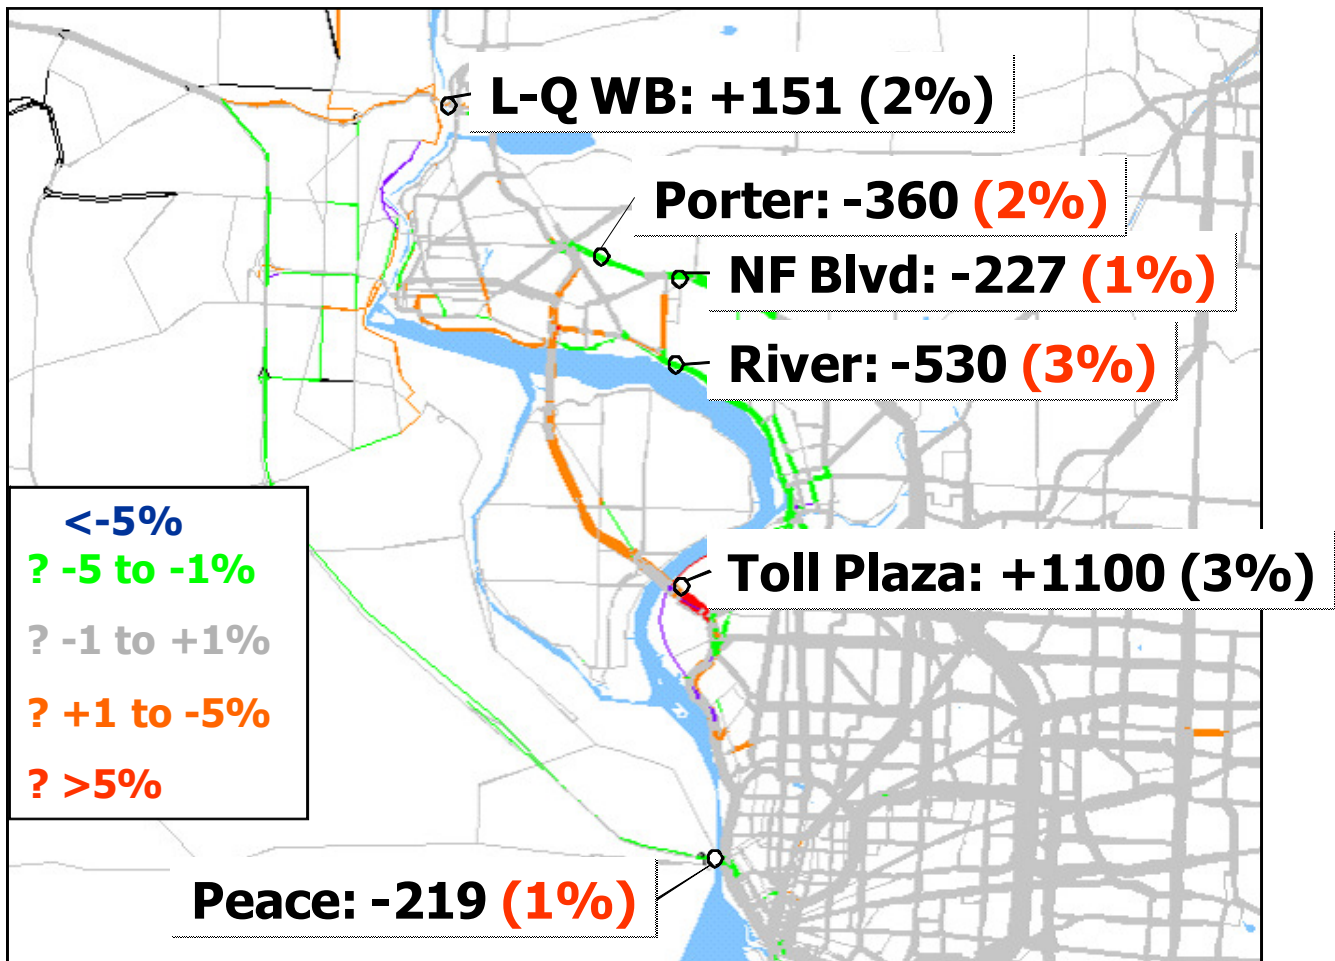 L-Q WB: +151 (2%)
Porter: -360 (2%)
NF Blvd: -227 (1%)
River: -530 (3%)
<-5%
? -5 to -1%
? -1 to +1%
? +1 to -5%
? >5%
Toll Plaza: +1100 (3%)
Peace: -219 (1%)